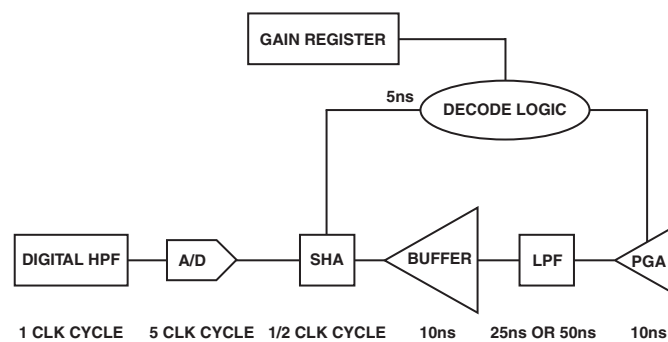 GAIN REGISTER
5ns
DECODE LOGIC
DIGITAL HPF
A/D
SHA
BUFFER
LPF
PGA
1 CLK CYCLE
5 CLK CYCLE
1/2 CLK CYCLE
10ns
25ns OR 50ns
10ns